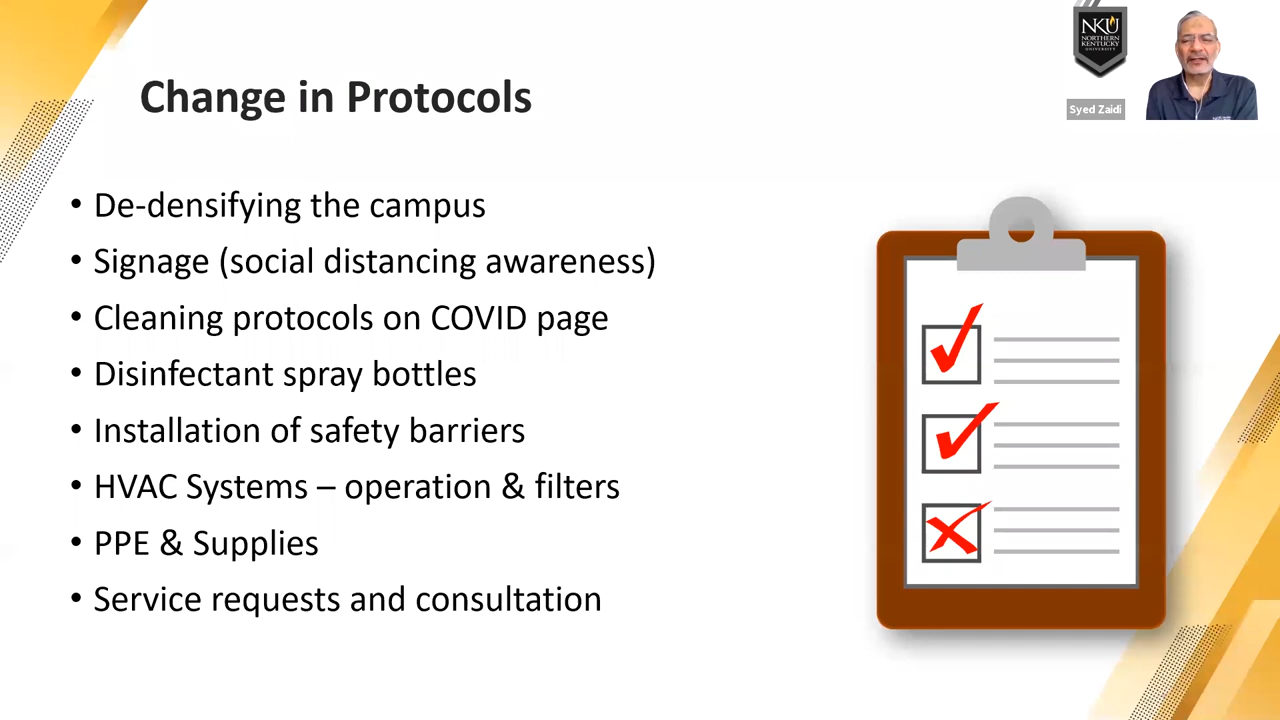 NKU
NORTHERN
KENTUCKY
UNIVERSITY
Syed Zaidi
Change in Protocols
• De-densifying the campus
• Signage (social distancing awareness)
• Cleaning protocols on COVID page
• Disinfectant spray bottles
• Installation of safety barriers
• HVAC Systems – operation & filters
• PPE & Supplies
• Service requests and consultation